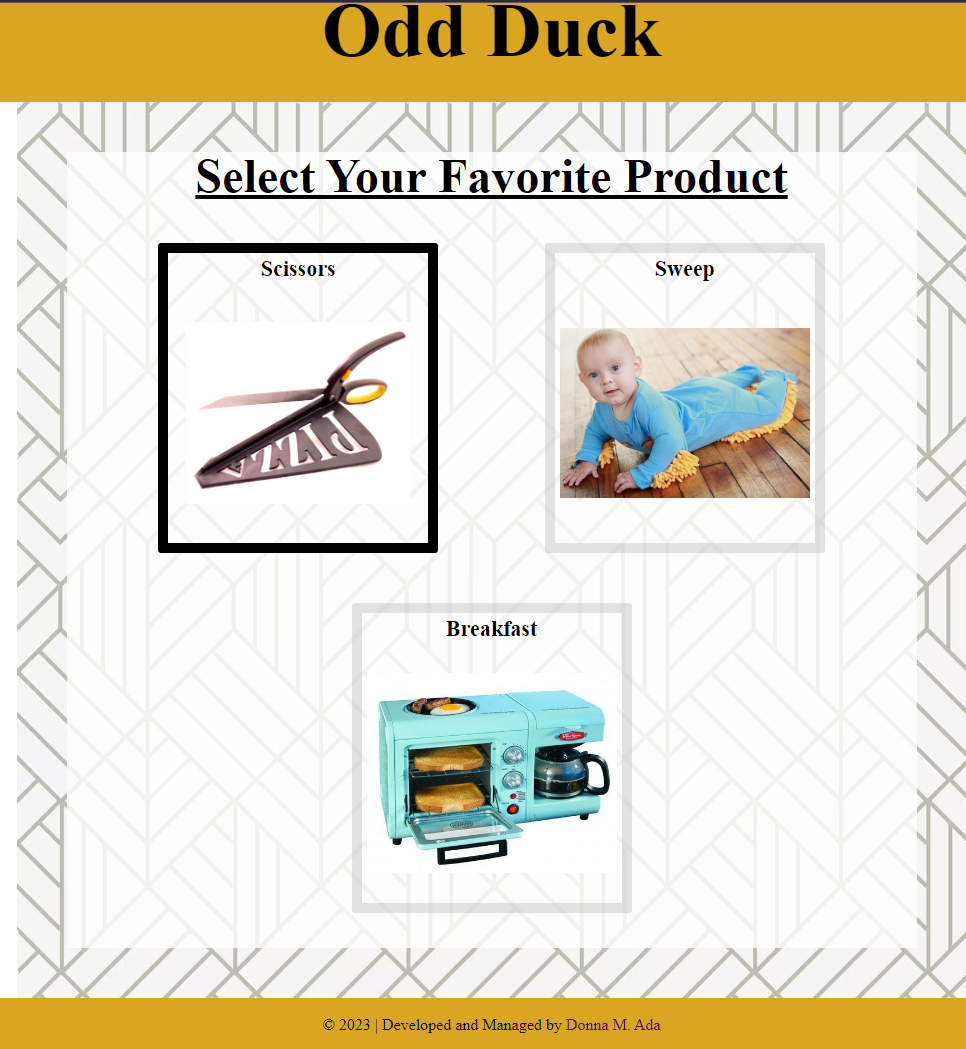 Odd Duck
Select Your Favorite Product
Scissors
Sweep
PIZZA
Breakfast
© 2023 | Developed and Managed by Donna M. Ada